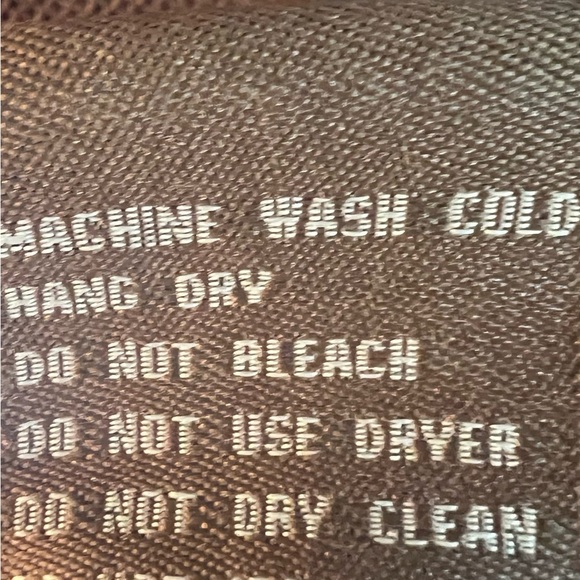 MACHINE WASH COLD
HANG DRY
DO NOT BLEACH
DO NOT USE DRYER
DO NOT DRY CLEAN